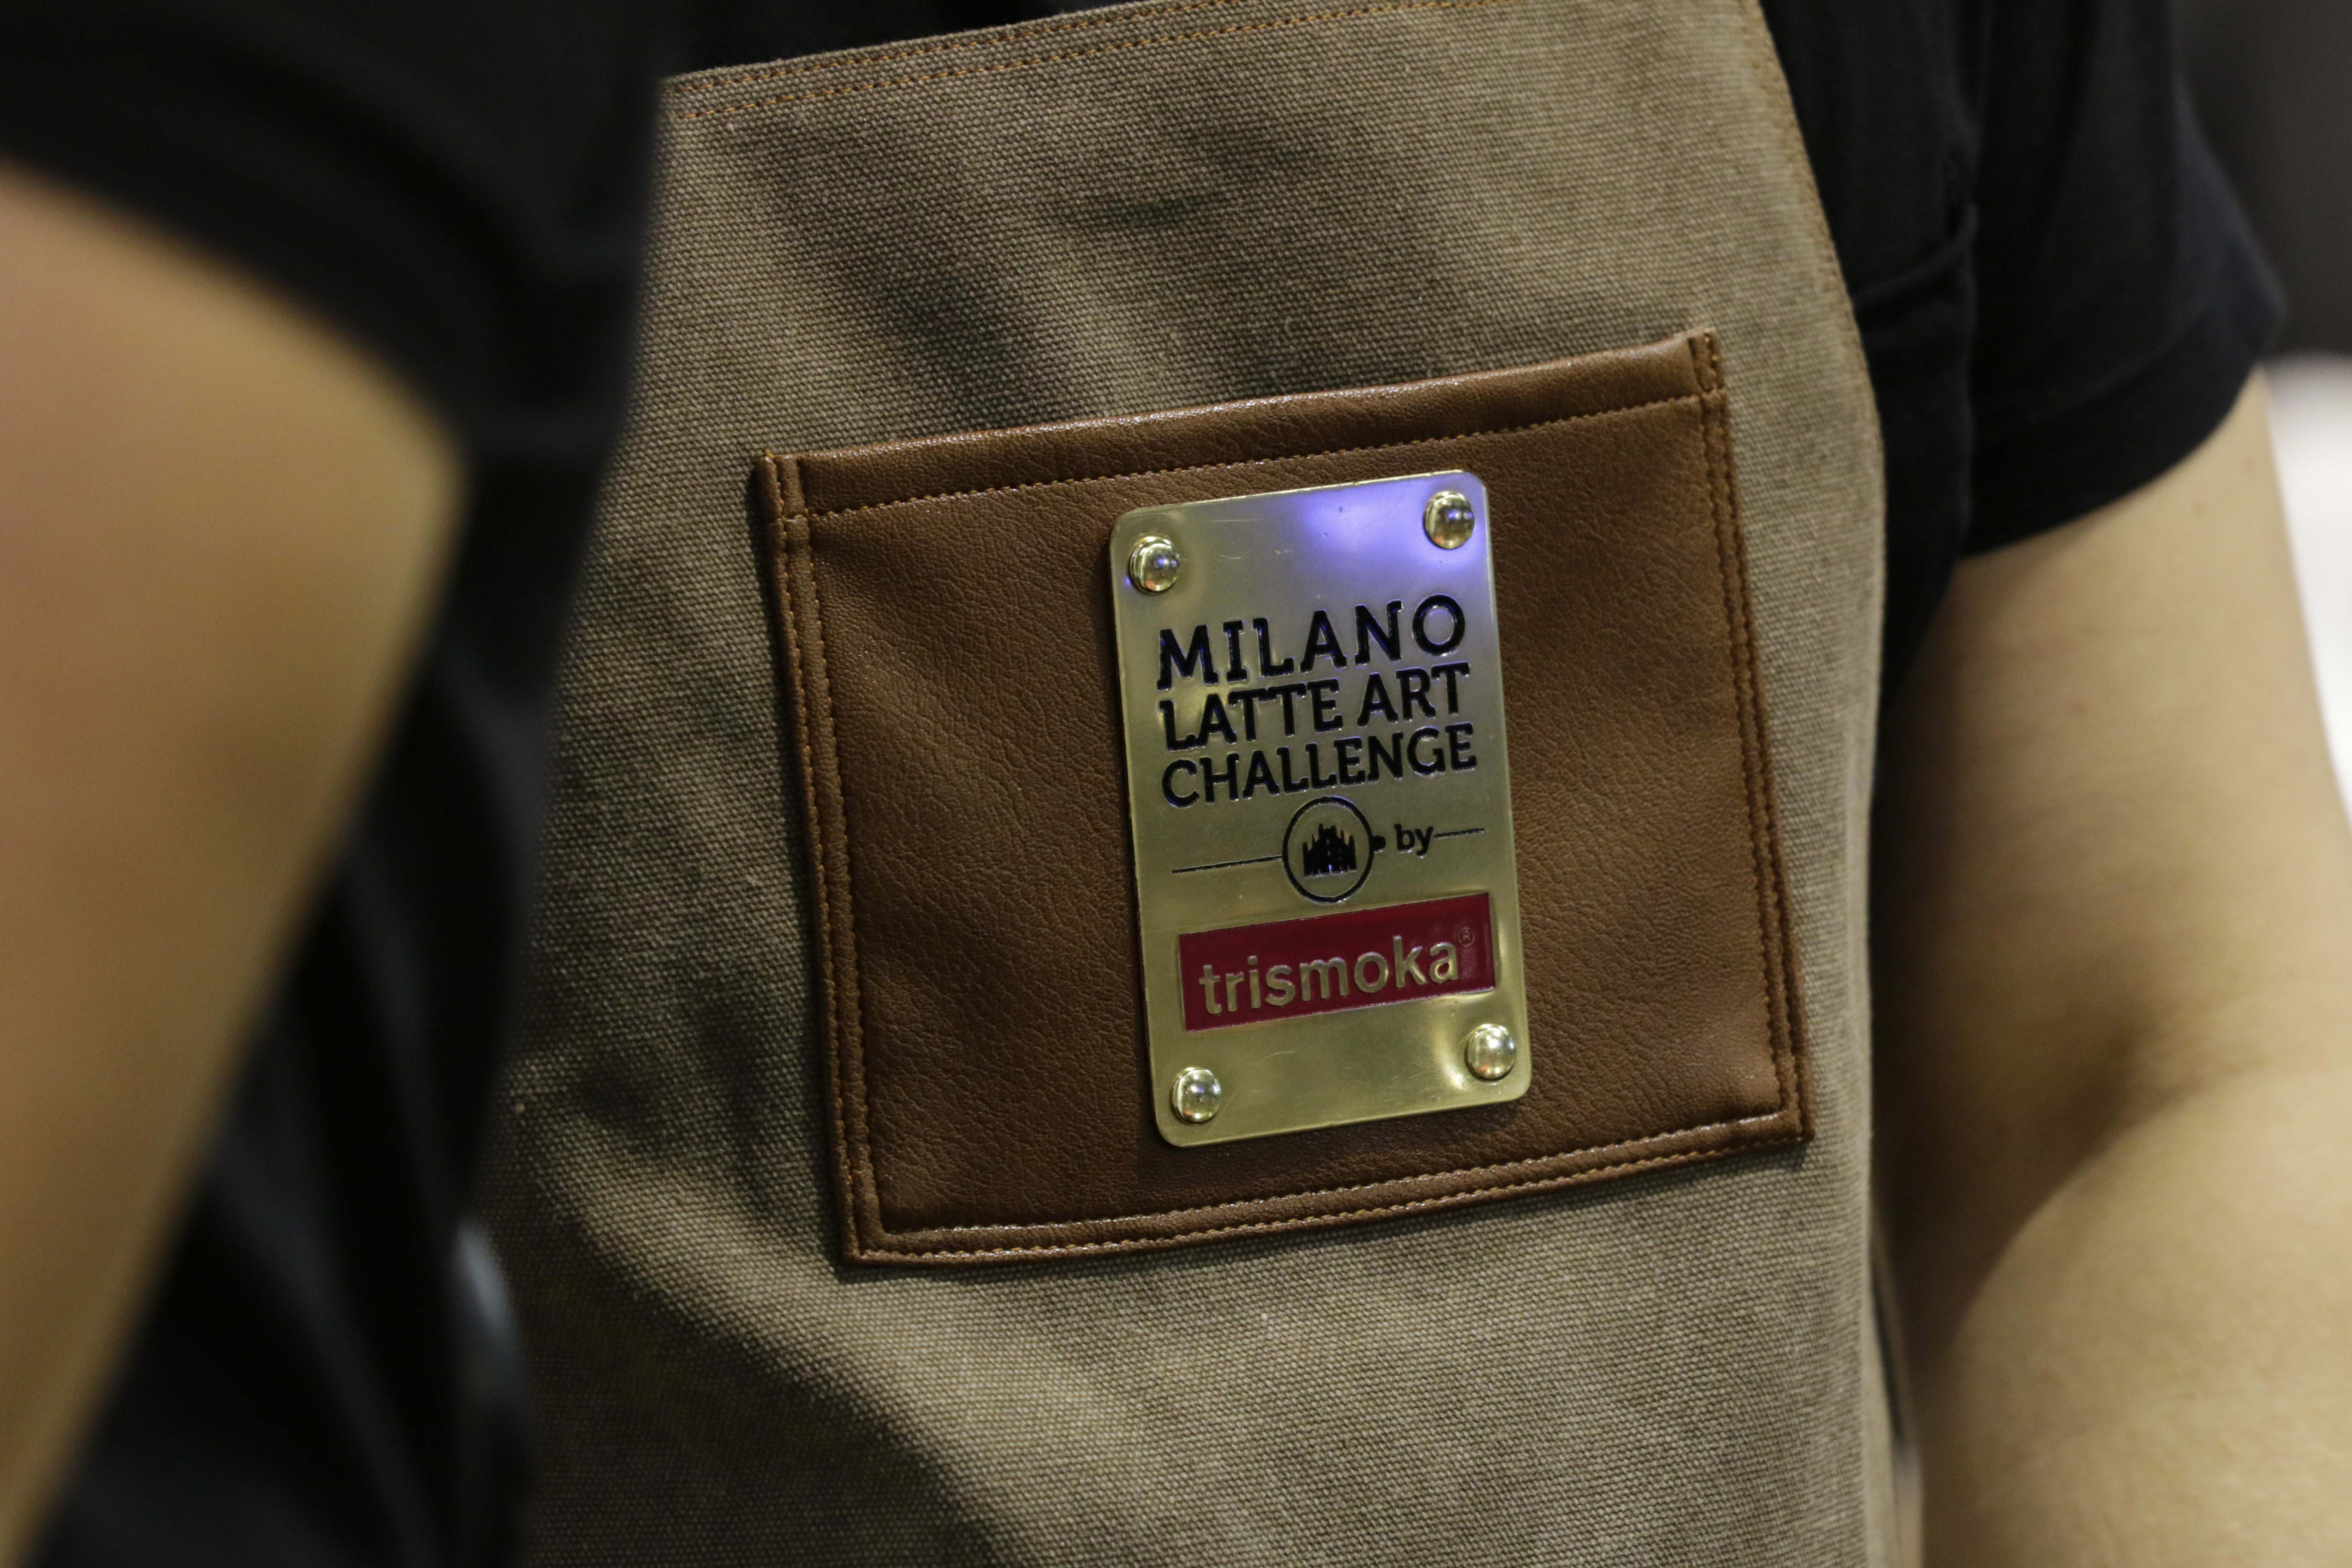 MILANO
LATTE ART
CHALLENGE
by
trismoka®